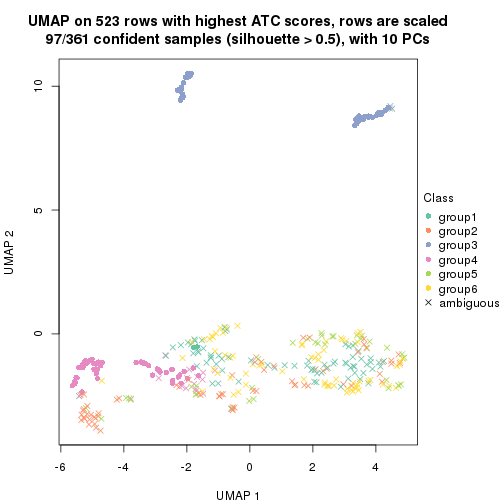 UMAP on 523 rows with highest ATC scores, rows are scaled
97/361 confident samples (silhouette > 0.5), with 10 PCs
10
5
0
UMAP 2
-6
-4
-2
0
2
4
UMAP 1
Class
group1
group2
group3
group4
group5
group6
ambiguous